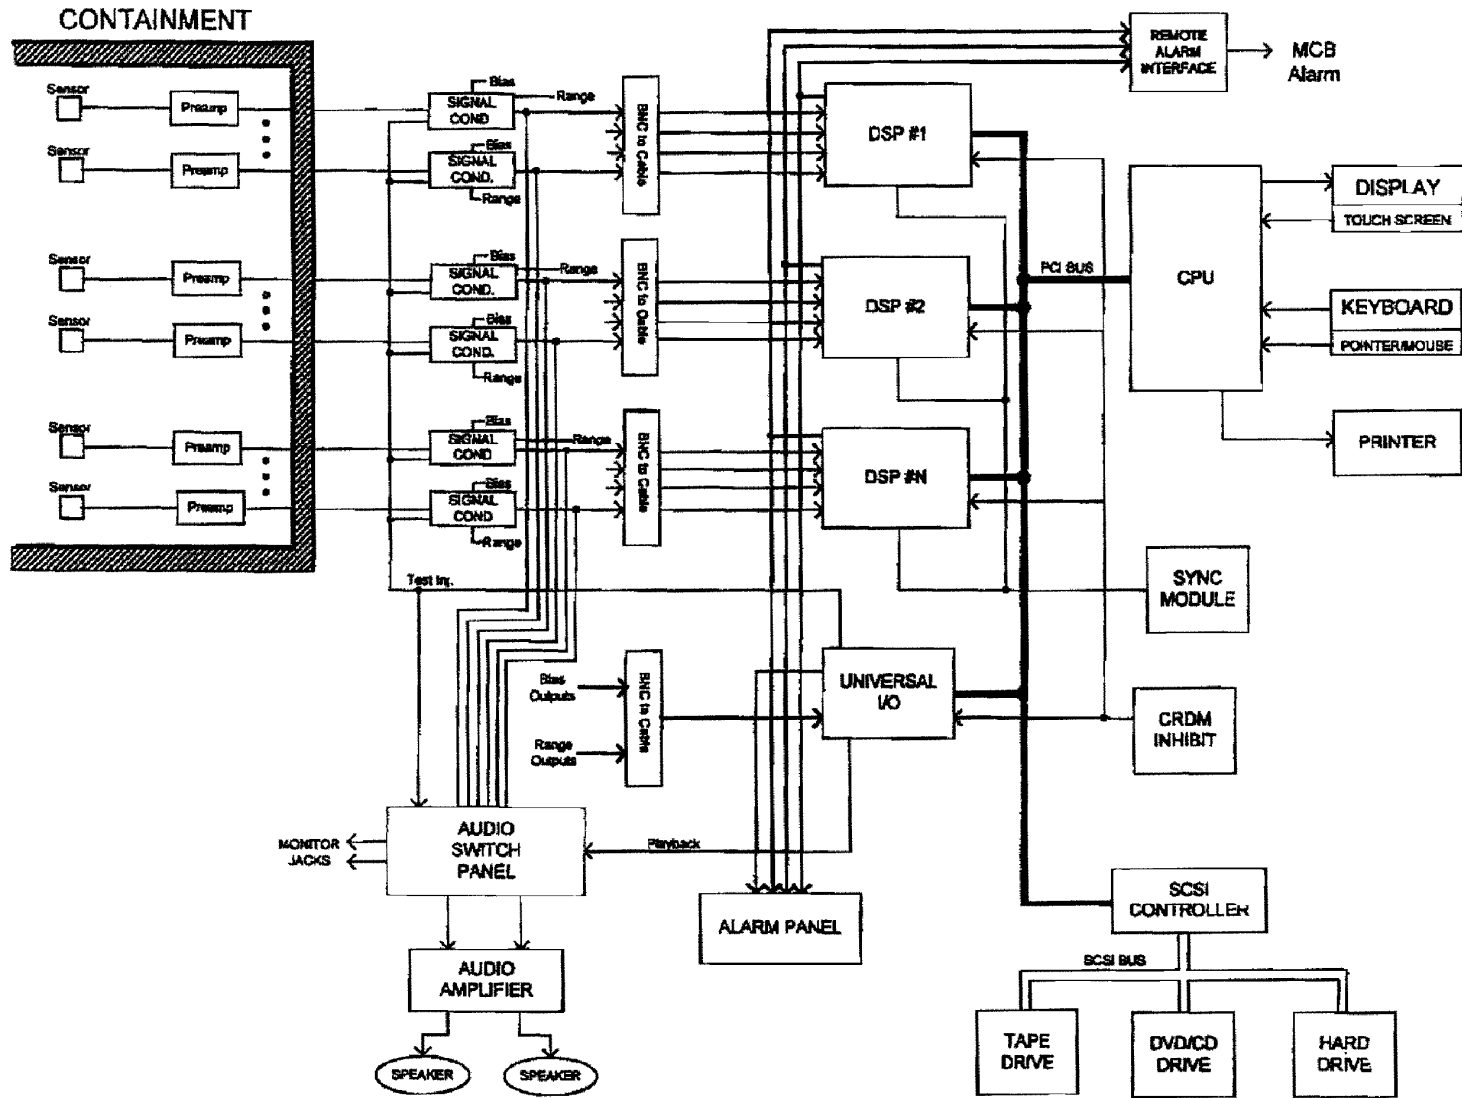 CONTAINMENT
REMOTE
ALARM
INTERFACE
MCB
Alarm
Sensor
Preamp
Bias
SIGNAL
COND
Range
BNC to Cable
DSP #1
Sensor
Preamp
Bias
SIGNAL
COND.
Range
CPU
DISPLAY
TOUCH SCREEN
Sensor
Preamp
Bias
SIGNAL
COND.
Range
BNC to Cable
DSP #2
PCI BUS
KEYBOARD
POINTER/MOUSE
Sensor
Preamp
Bias
SIGNAL
COND.
Range
Sensor
Preamp
Bias
SIGNAL
COND
Range
BNC to Cable
DSP #N
PRINTER
Sensor
Preamp
Bias
SIGNAL
COND
Range
Test Inj.
SYNC
MODULE
Bias
Outputs
Range
Outputs
BNC to Cable
UNIVERSAL
I/O
CRDM
INHIBIT
MONITOR
JACKS
AUDIO
SWITCH
PANEL
Playback
ALARM PANEL
SCSI
CONTROLLER
AUDIO
AMPLIFIER
SCSI BUS
SPEAKER
SPEAKER
TAPE
DRIVE
DVD/CD
DRIVE
HARD
DRIVE